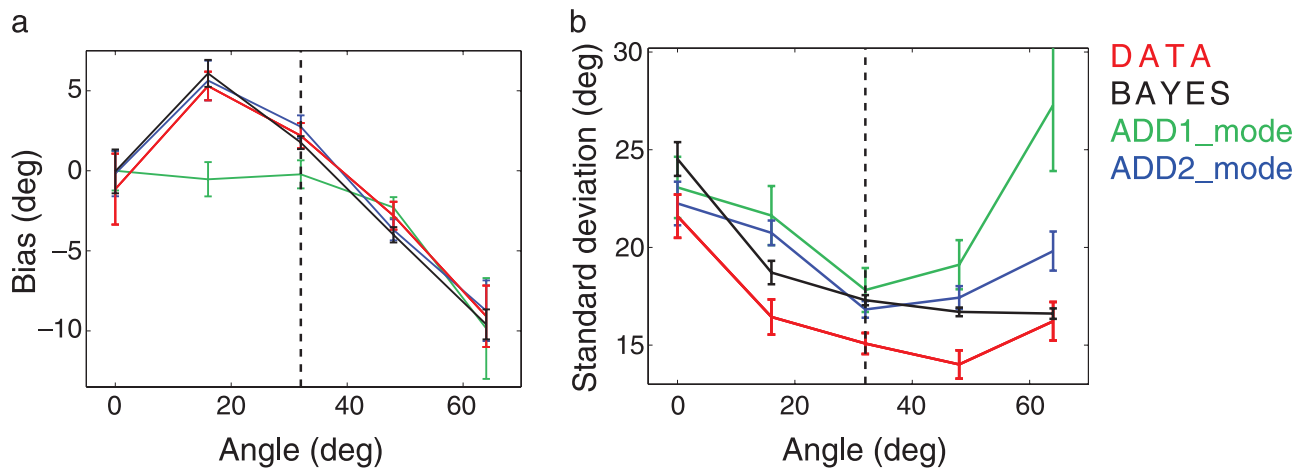 a
5
0
−5
−10
Bias (deg)
0 20 40 60
Angle (deg)
b
30
25
20
15
Standard deviation (deg)
0 20 40 60
Angle (deg)
DATA
BAYES
ADD1_mode
ADD2_mode